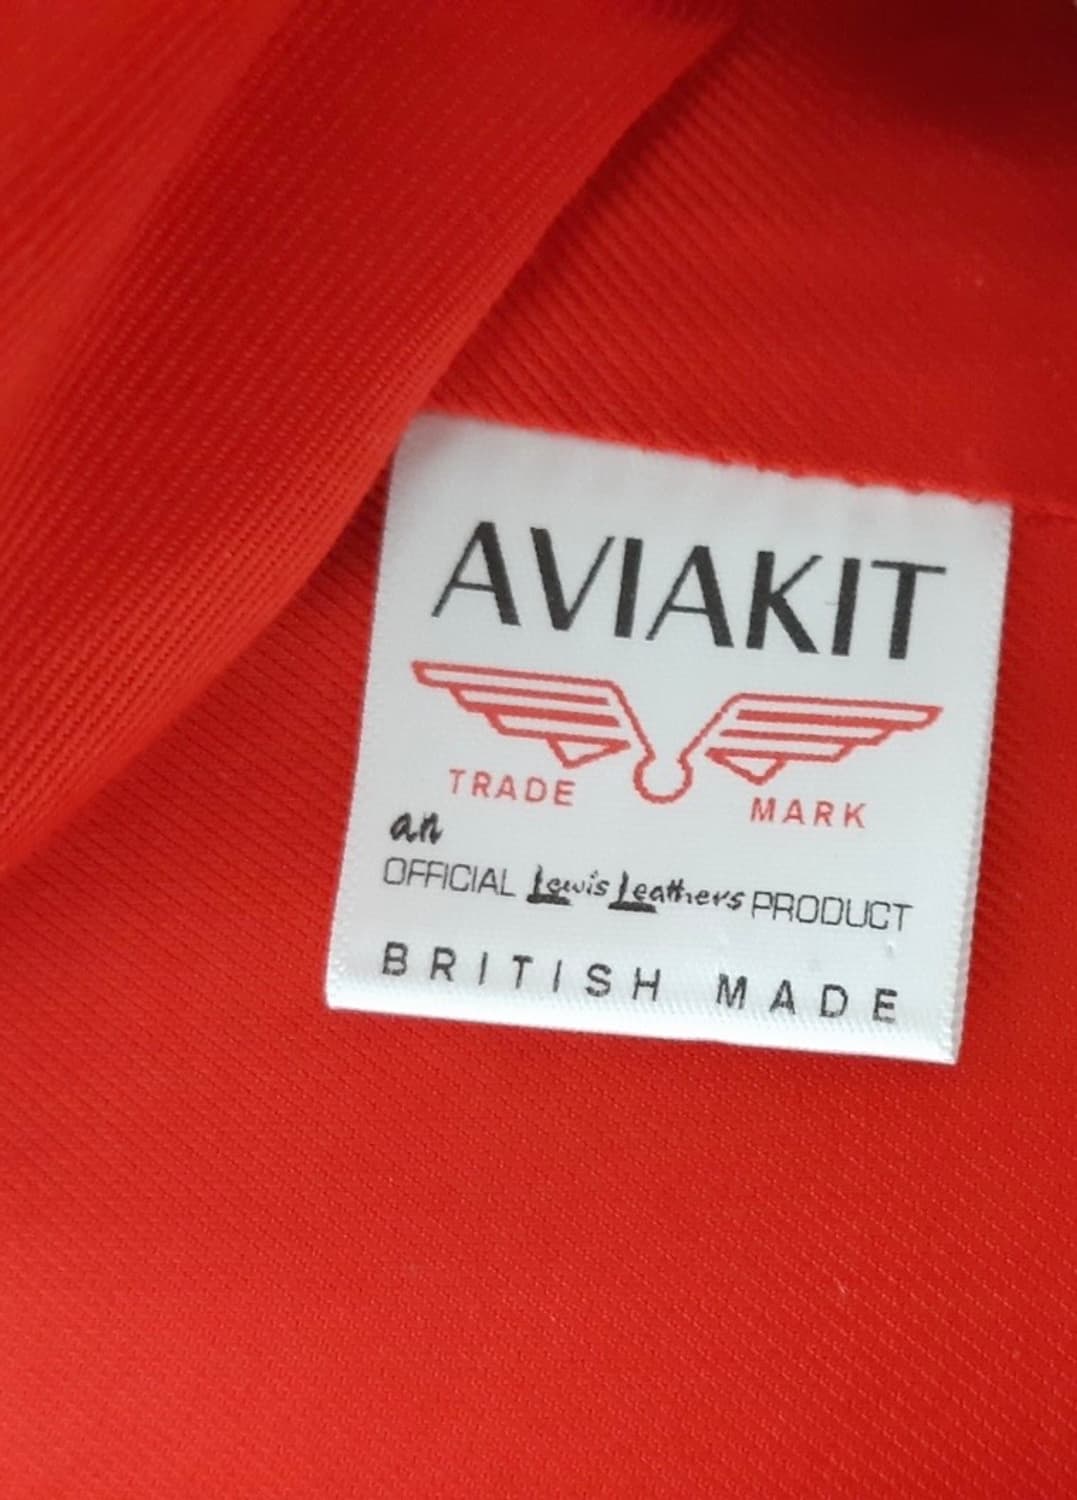 AVIAKIT
TRADE MARK
an
OFFICIAL Lewis Leathers PRODUCT
BRITISH MADE